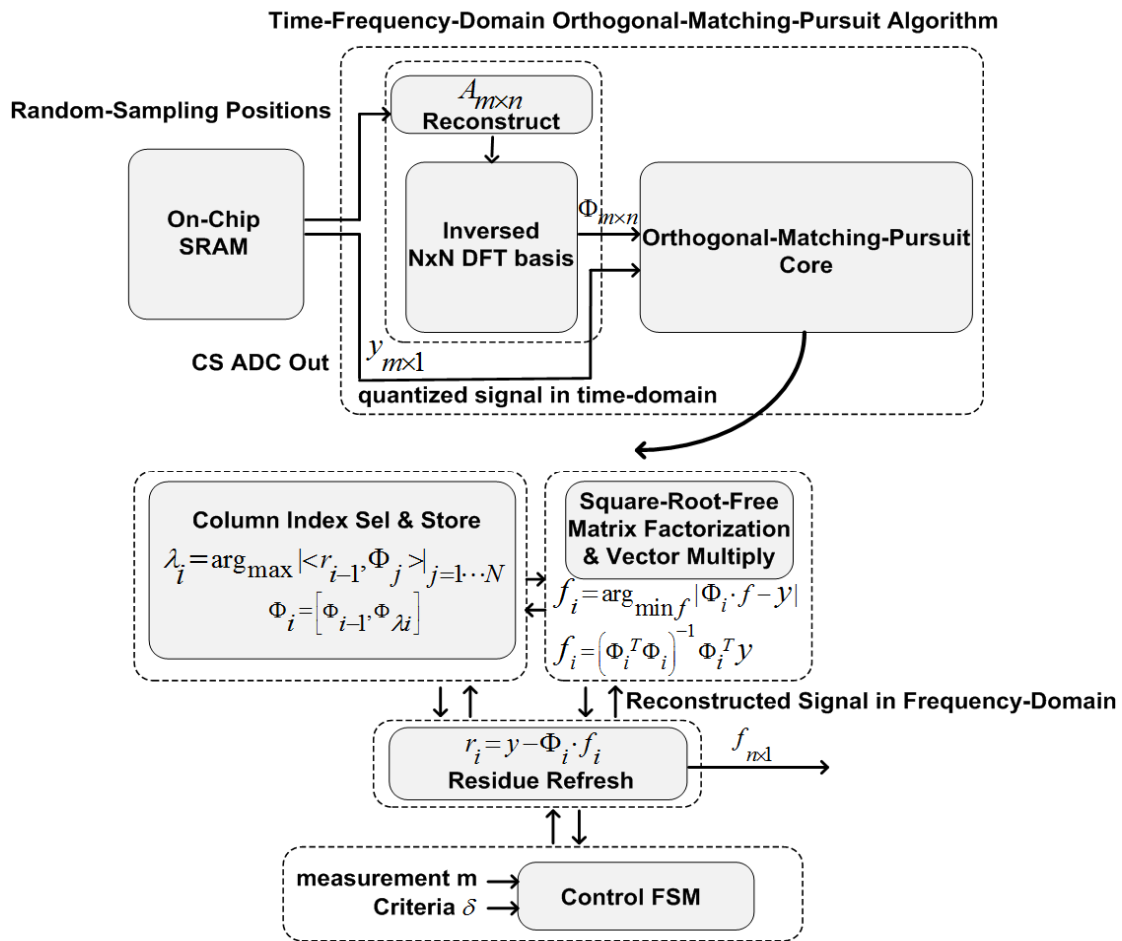 Time-Frequency-Domain Orthogonal-Matching-Pursuit Algorithm
Random-Sampling Positions
A_{m×n}
Reconstruct
On-Chip
SRAM
Inversed
NxN DFT basis
Φ_{m×n}
Orthogonal-Matching-Pursuit
Core
CS ADC Out
y_{m×1}
quantized signal in time-domain
Column Index Sel & Store
λ_i = arg_{max} |<r_{i−1}, Φ_j>|_{j=1⋯N}
Φ_i = [Φ_{i−1}, Φ_{λi}]
Square-Root-Free
Matrix Factorization
& Vector Multiply
f_i = arg_{min f} |Φ_i · f − y|
f_i = (Φ_i^T Φ_i)^{−1} Φ_i^T y
Reconstructed Signal in Frequency-Domain
r_i = y − Φ_i · f_i
Residue Refresh
f_{n×1}
measurement m
Criteria δ
Control FSM